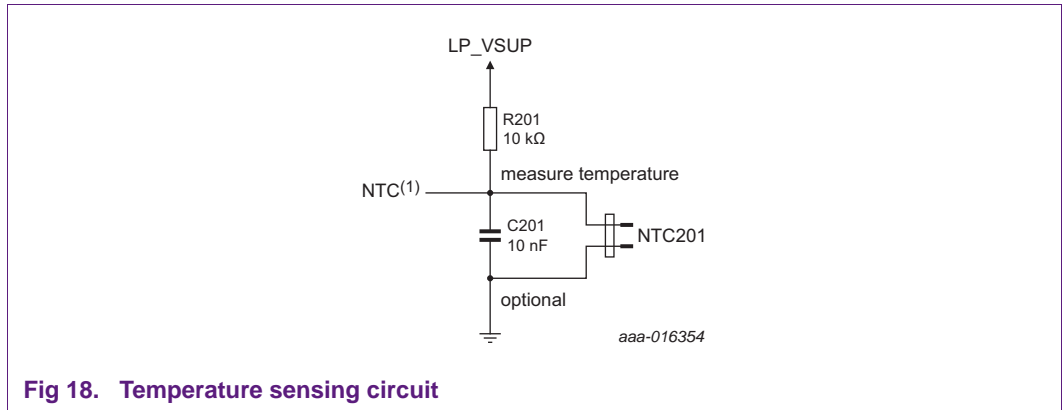 LP_VSUP
R201
10 kΩ
measure temperature
NTC(1)
C201
10 nF
NTC201
optional
aaa-016354
Fig 18. Temperature sensing circuit